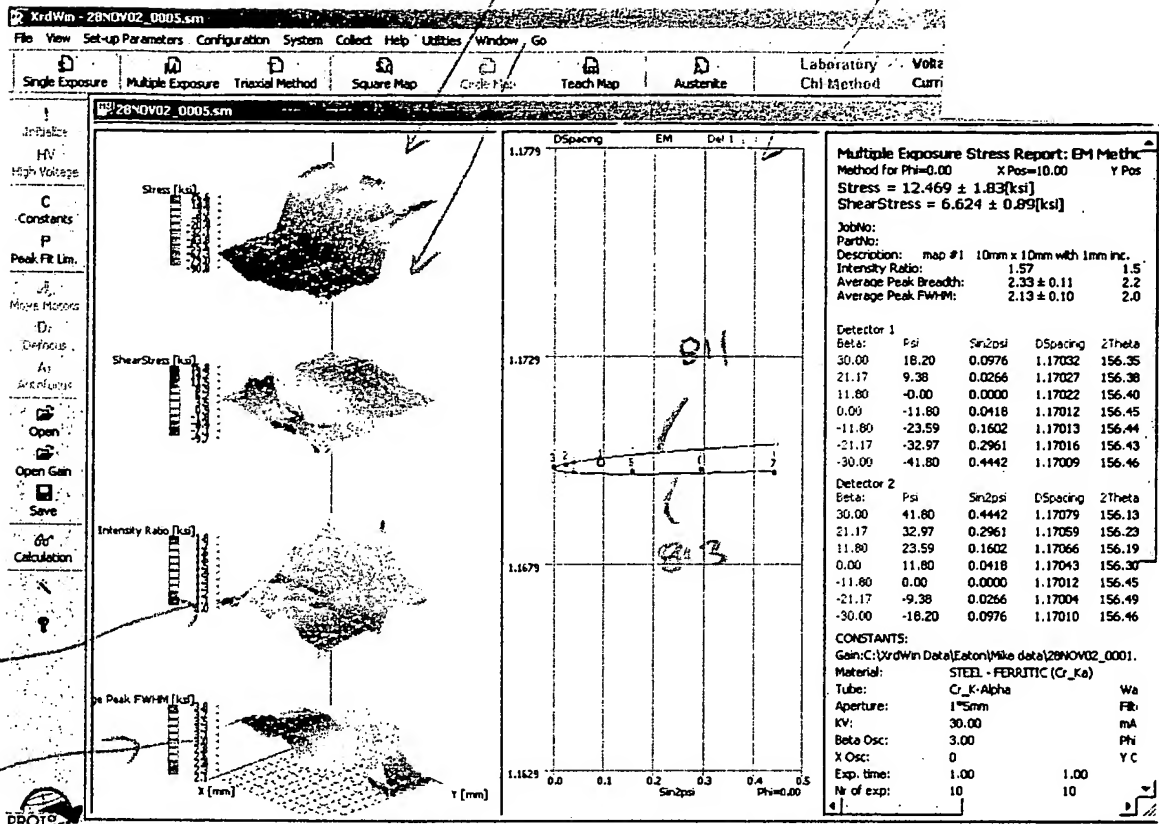 XrdWin - 28NOV02_0005.sm
File View Set-up Parameters Configuration System Collect Help Utilities Window Go
Single Exposure Multiple Exposure Triaxial Method Square Map Circle Map Teach Map Austenite
Laboratory
Chi Method
28NOV02_0005.sm
Initialize
HV
High Voltage
C
Constants
P
Peak Fit Lim.
Move Motors
Defocus
Open
Open Gain
Save
Calculation
Stress [ksi]
ShearStress [ksi]
Intensity Ratio [ksi]
Peak FWHM [ksi]
X [mm]
Y [mm]
DSpacing EM
1.1779
1.1729
1.1679
1.1629
0.0 0.1 0.2 0.3 0.4 0.5
Sin2psi Phi=0.00
Multiple Exposure Stress Report: EM Metho
Method for Phi=0.00 X Pos=10.00 Y Pos
Stress = 12.469 ± 1.83[ksi]
ShearStress = 6.624 ± 0.89[ksi]
JobNo:
PartNo:
Description: map #1 10mm x 10mm with 1mm inc.
Intensity Ratio: 1.57 1.5
Average Peak Breadth: 2.33 ± 0.11 2.2
Average Peak FWHM: 2.13 ± 0.10 2.0
Detector 1
Beta: Psi Sin2psi DSpacing 2Theta
30.00 18.20 0.0976 1.17032 156.35
21.17 9.38 0.0266 1.17027 156.38
11.80 -0.00 0.0000 1.17022 156.40
0.00 -11.80 0.0418 1.17012 156.45
-11.80 -23.59 0.1602 1.17013 156.44
-21.17 -32.97 0.2961 1.17016 156.43
-30.00 -41.80 0.4442 1.17009 156.46
Detector 2
Beta: Psi Sin2psi DSpacing 2Theta
30.00 41.80 0.4442 1.17079 156.13
21.17 32.97 0.2961 1.17059 156.23
11.80 23.59 0.1602 1.17066 156.19
0.00 11.80 0.0418 1.17043 156.30
-11.80 0.00 0.0000 1.17012 156.45
-21.17 -9.38 0.0266 1.17004 156.49
-30.00 -18.20 0.0976 1.17010 156.46
CONSTANTS:
Gain:C:\XrdWin Data\Eaton\Mike data\28NOV02_0001.
Material: STEEL - FERRITIC (Cr_Ka)
Tube: Cr_K-Alpha Wa
Aperture: 1*5mm
KV: 30.00 mA
Beta Osc: 3.00 Phi
X Osc: 0 Y C
Exp. time: 1.00 1.00
Nr of exp: 10 10